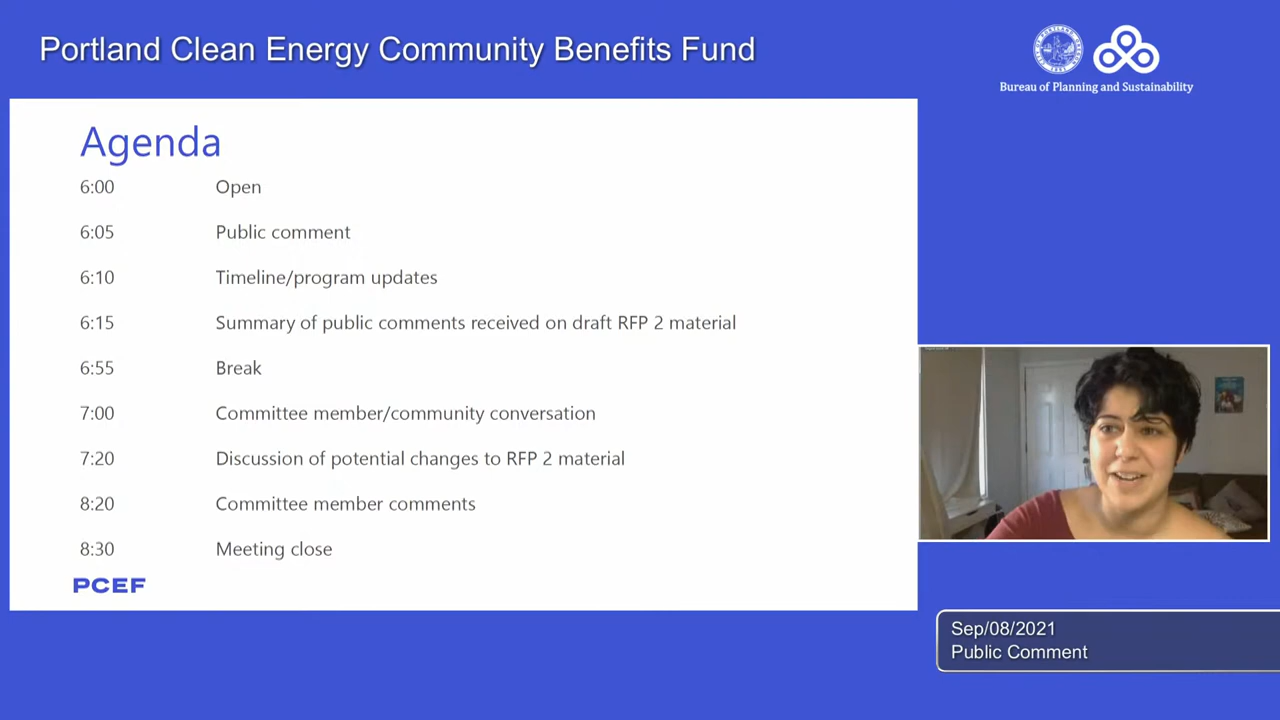 Portland Clean Energy Community Benefits Fund
Bureau of Planning and Sustainability
Agenda
6:00 Open
6:05 Public comment
6:10 Timeline/program updates
6:15 Summary of public comments received on draft RFP 2 material
6:55 Break
7:00 Committee member/community conversation
7:20 Discussion of potential changes to RFP 2 material
8:20 Committee member comments
8:30 Meeting close
PCEF
Sep/08/2021
Public Comment